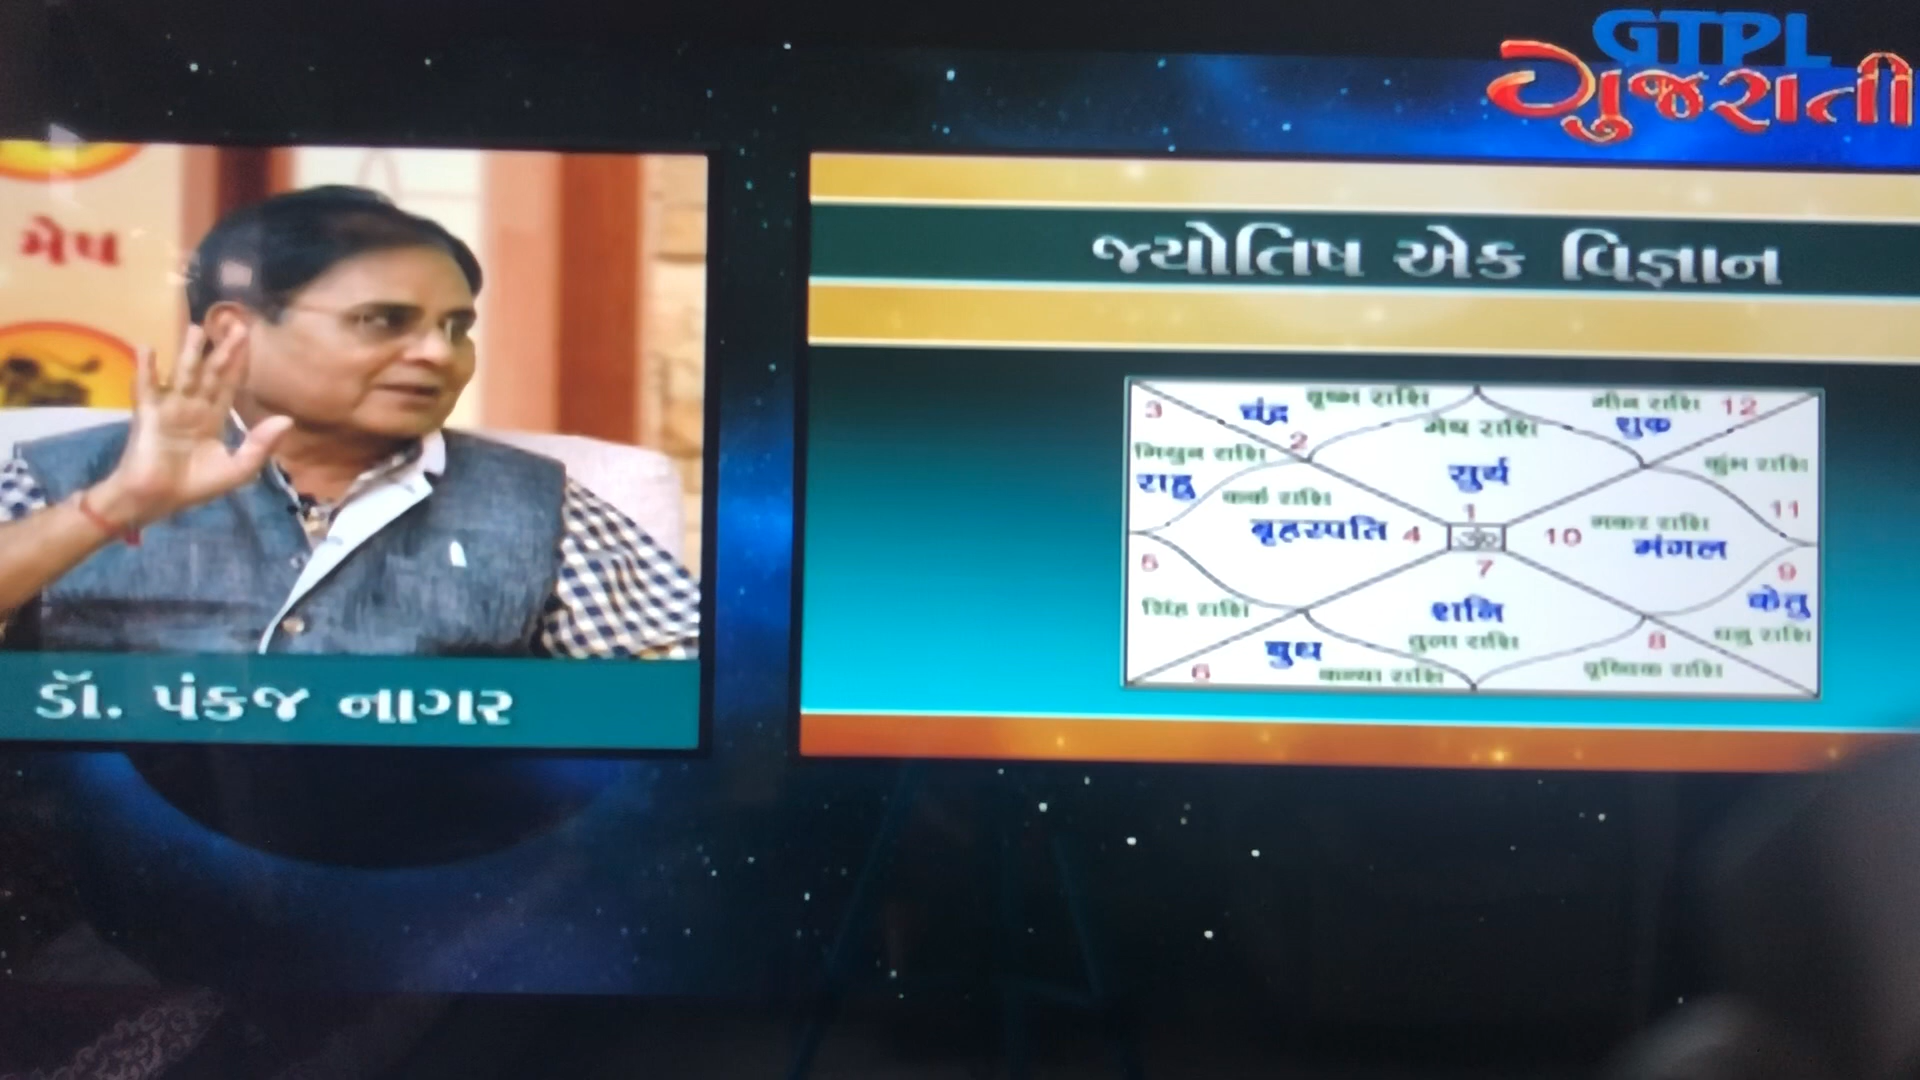 GTPL
ગુજરાતી
મેષ
જ્યોતિષ એક વિજ્ઞાન
ડૉ. પંકજ નાગર
3
चंद्र
वृष्भ राशि
2
मेष राशि
मीन राशि 12
शुक्र
मिथुन राशि
राहु
कर्क राशि
बृहस्पति 4
सुर्य
1
ॐ
कुंभ राशि
11
10 मकर राशि
मंगल
5
सिंह राशि
7
शनि
तुला राशि
9
केतु
धनु राशि
बुध
6
कन्या राशि
8
वृश्चिक राशि